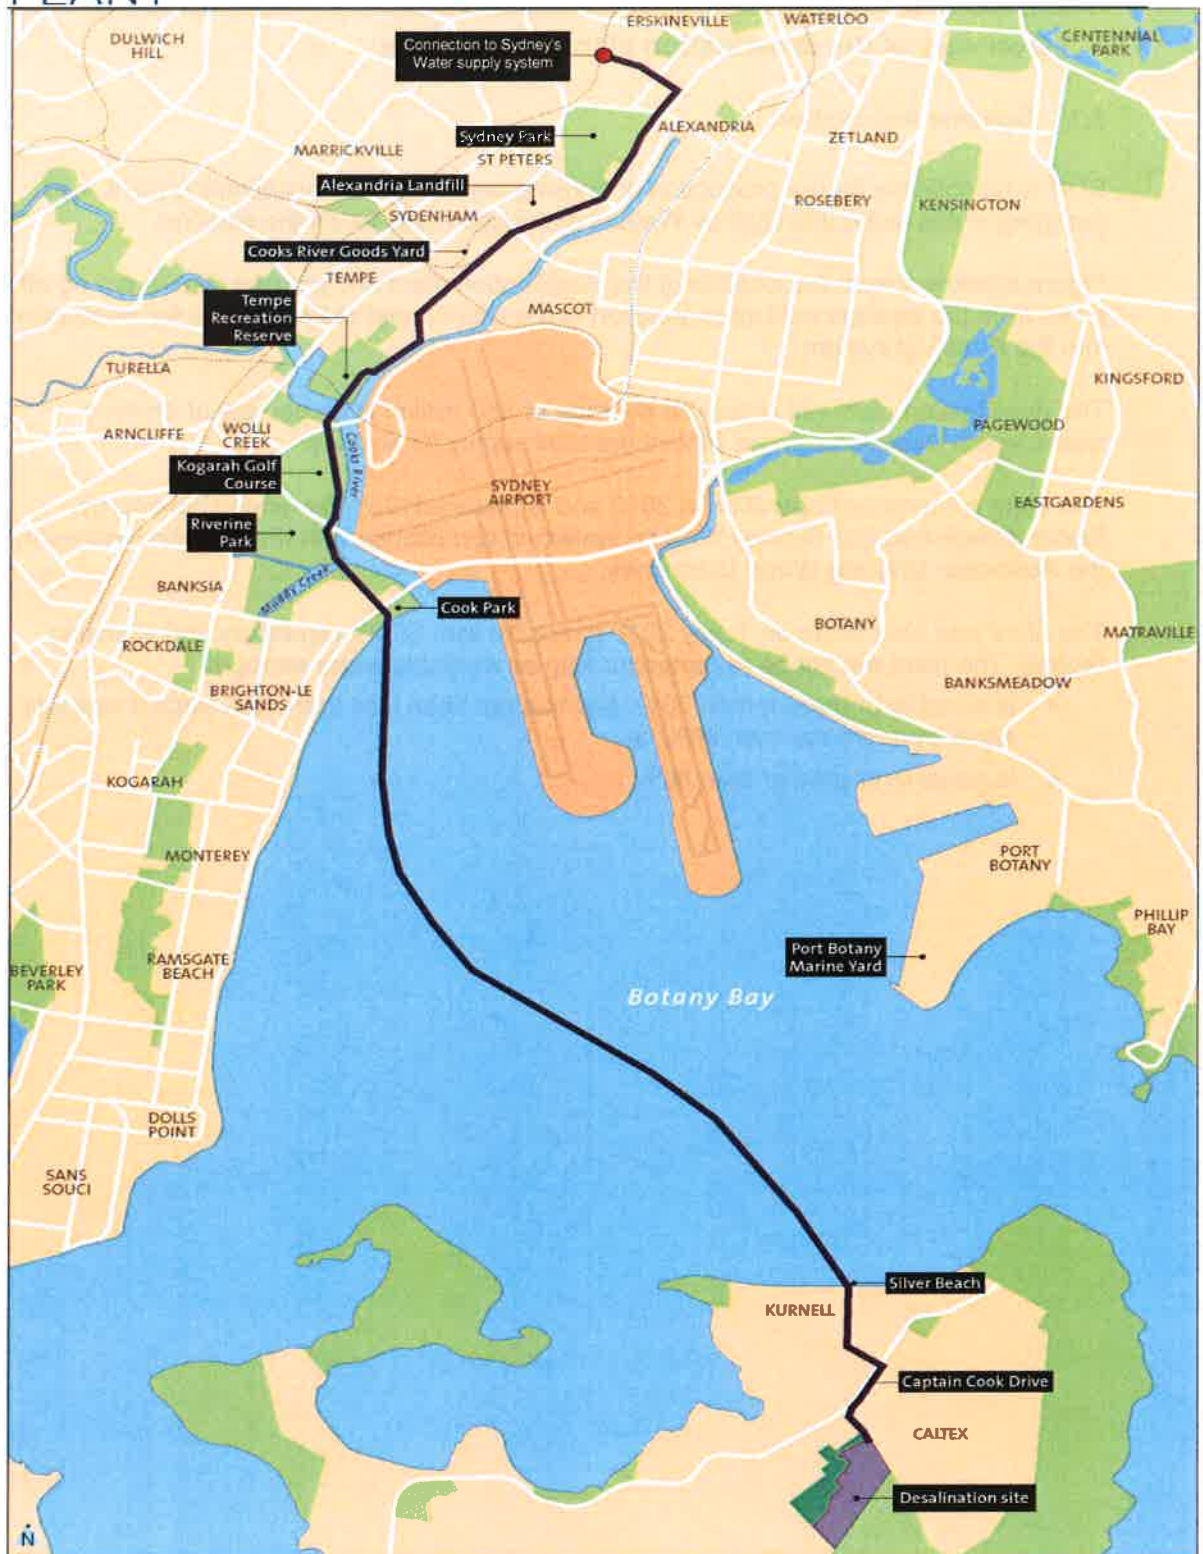 PLANT
ERSKINEVILLE
WATERLOO
DULWICH
HILL
CENTENNIAL
PARK
Connection to Sydney's
Water supply system
Sydney Park
ALEXANDRIA
ZETLAND
MARRICKVILLE
ST PETERS
Alexandria Landfill
ROSEBERY
KENSINGTON
SYDENHAM
Cooks River Goods Yard
TEMPE
Tempe
Recreation
Reserve
MASCOT
TURELLA
KINGSFORD
ARNCLIFFE
WOLLI
CREEK
PAGEWOOD
Cooks River
Kogarah Golf
Course
SYDNEY
AIRPORT
EASTGARDENS
Riverine
Park
BANKSIA
Muddy Creek
Cook Park
BOTANY
MATRAVILLE
ROCKDALE
BRIGHTON-LE
SANDS
BANKSMEADOW
KOGARAH
MONTEREY
PORT
BOTANY
PHILLIP
BAY
Port Botany
Marine Yard
BEVERLEY
PARK
RAMSGATE
BEACH
Botany Bay
DOLLS
POINT
SANS
SOUCI
Silver Beach
KURNELL
Captain Cook Drive
CALTEX
Desalination site
N